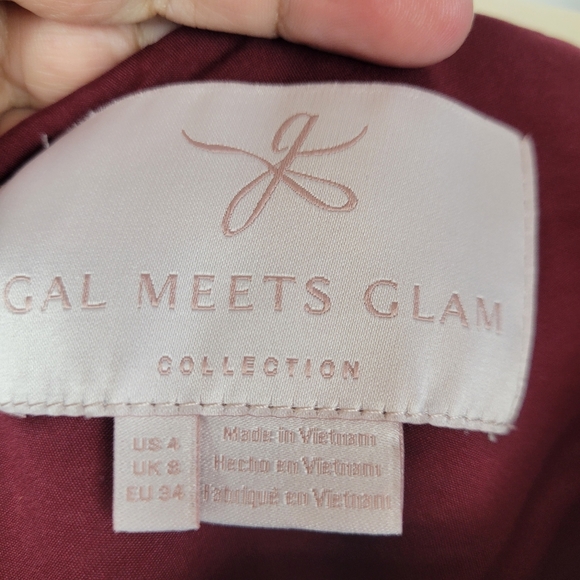 g
GAL MEETS GLAM
COLLECTION
US 4
UK 8
EU 34
Made in Vietnam
Hecho en Vietnam
Fabriqué en Vietnam